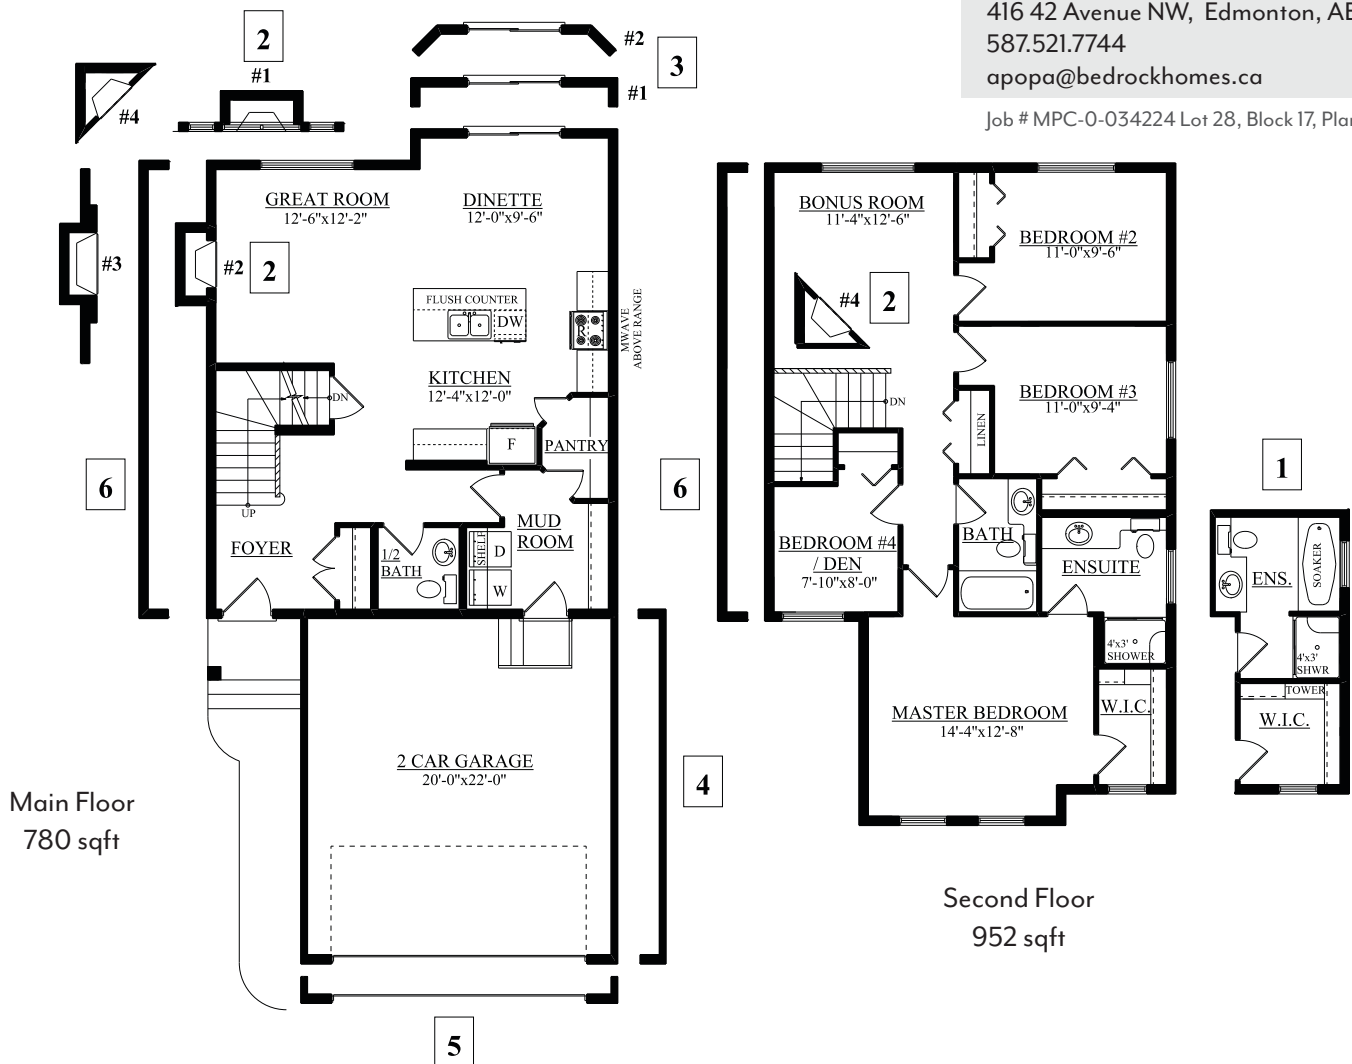 416 42 Avenue NW, Edmonton, AB
587.521.7744
apopa@bedrockhomes.ca
Job # MPC-0-034224 Lot 28, Block 17, Plan
2
#1
#4
#2
3
#1
#3
GREAT ROOM
12'-6"x12'-2"
DINETTE
12'-0"x9'-6"
#2
2
FLUSH COUNTER
DW
R
MWAVE
ABOVE RANGE
KITCHEN
12'-4"x12'-0"
DN
F
PANTRY
6
UP
FOYER
1/2
BATH
SHELF
D
W
MUD
ROOM
2 CAR GARAGE
20'-0"x22'-0"
4
5
Main Floor
780 sqft
BONUS ROOM
11'-4"x12'-6"
BEDROOM #2
11'-0"x9'-6"
#4
2
BEDROOM #3
11'-0"x9'-4"
DN
LINEN
6
BEDROOM #4
/ DEN
7'-10"x8'-0"
BATH
ENSUITE
4'x3'
SHOWER
MASTER BEDROOM
14'-4"x12'-8"
W.I.C.
1
ENS.
SOAKER
4'x3'
SHWR
TOWER
W.I.C.
Second Floor
952 sqft